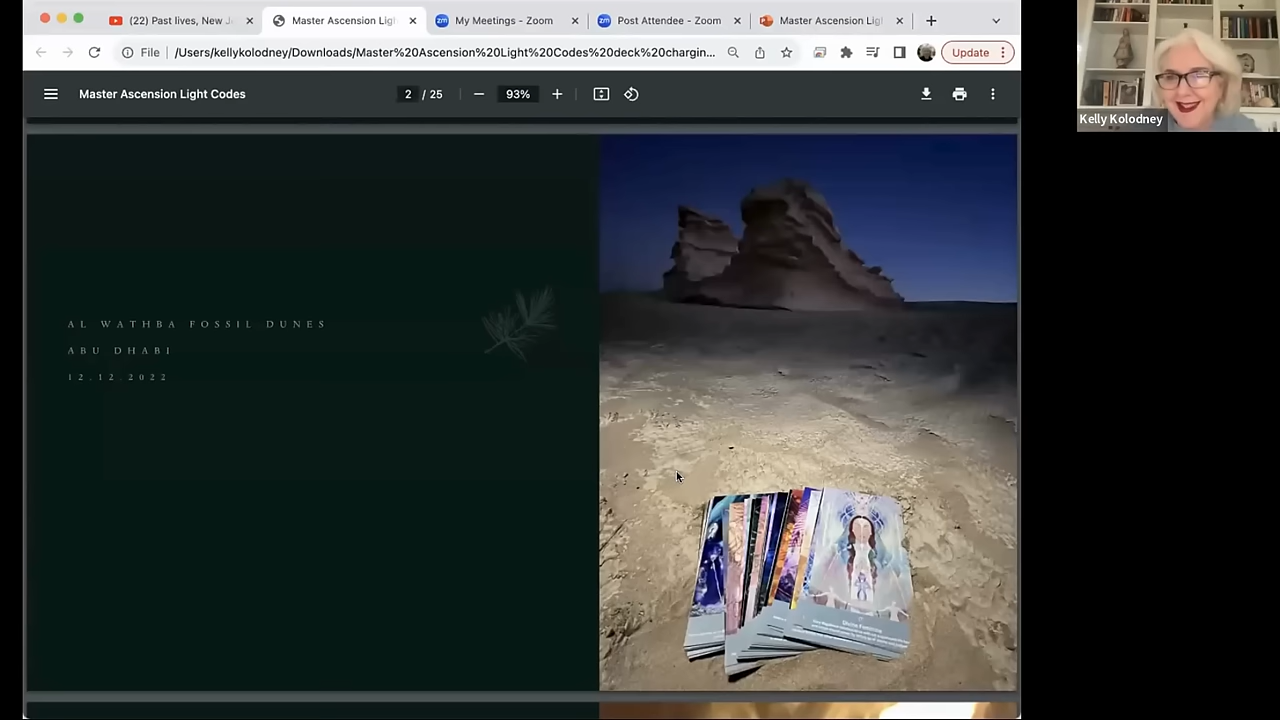 (22) Past lives, New J
Master Ascension Lig
My Meetings - Zoom
Post Attendee - Zoom
Master Ascension Lig
File
/Users/kellykolodney/Downloads/Master%20Ascension%20Light%20Codes%20deck%20chargin...
Update
Master Ascension Light Codes
2 / 25
93%
Kelly Kolodney
AL WATHBA FOSSIL DUNES
ABU DHABI
12.12.2022
Divine Feminine